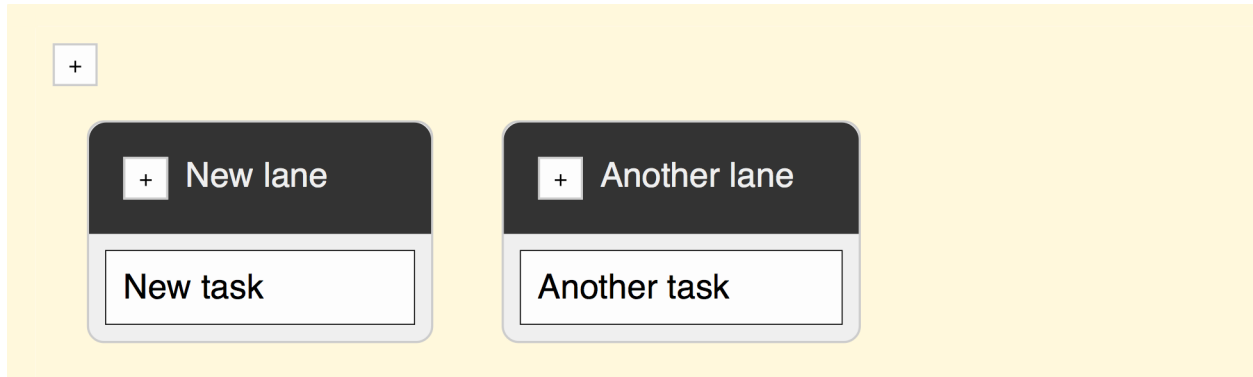 +
+ New lane
+ Another lane
New task
Another task